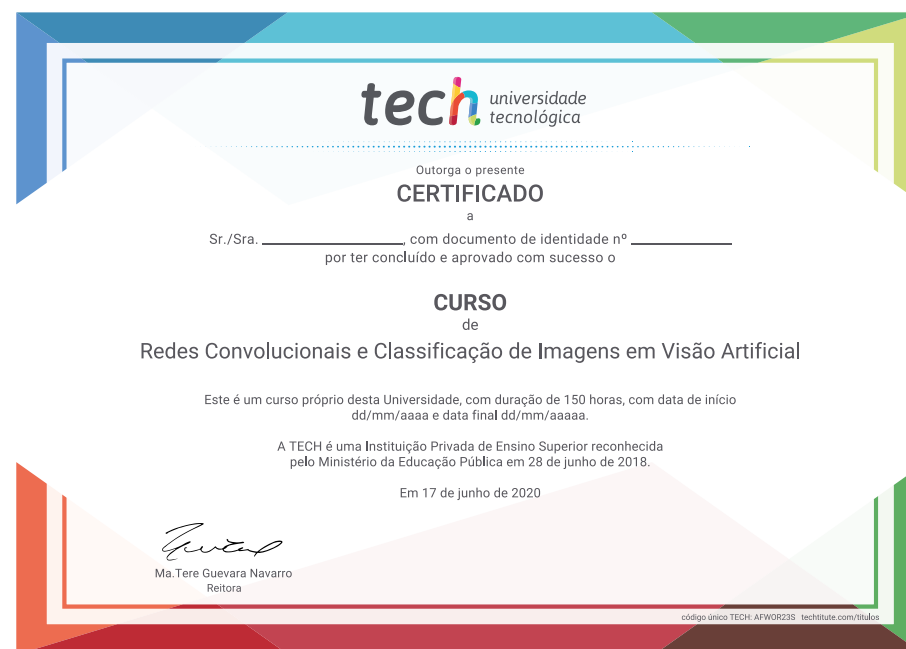 tech universidade
tecnológica
Outorga o presente
CERTIFICADO
a
Sr./Sra. ____________________, com documento de identidade nº ______________
por ter concluído e aprovado com sucesso o
CURSO
de
Redes Convolucionais e Classificação de Imagens em Visão Artificial
Este é um curso próprio desta Universidade, com duração de 150 horas, com data de início
dd/mm/aaaa e data final dd/mm/aaaaa.
A TECH é uma Instituição Privada de Ensino Superior reconhecida
pelo Ministério da Educação Pública em 28 de junho de 2018.
Em 17 de junho de 2020
Ma.Tere Guevara Navarro
Reitora
código único TECH: AFWOR23S techtitute.com/titulos